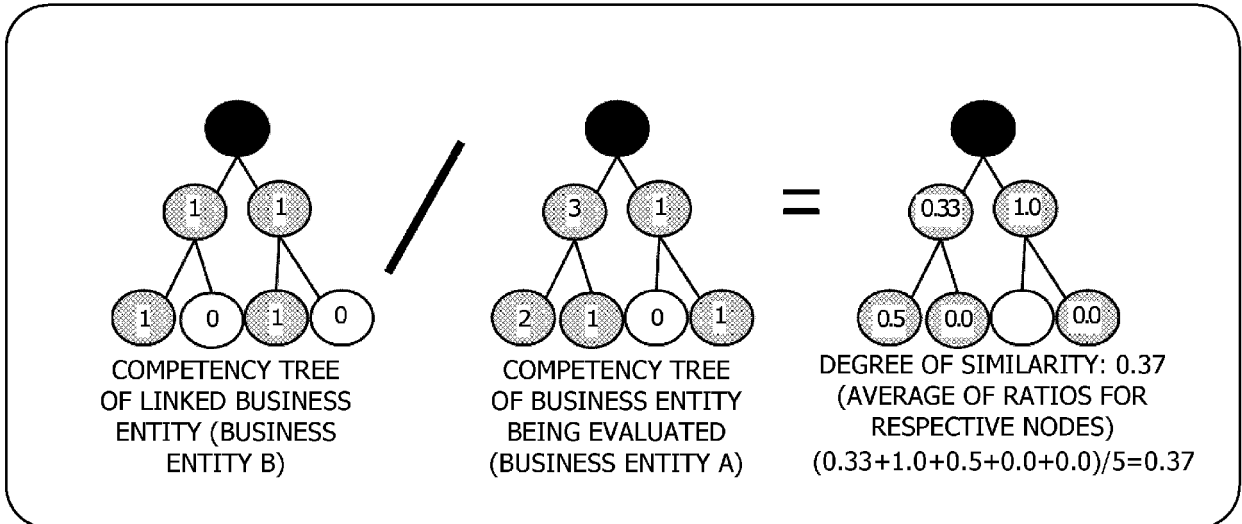 1 1
1 0 1 0
COMPETENCY TREE
OF LINKED BUSINESS
ENTITY (BUSINESS
ENTITY B)
/
3 1
2 1 0 1
COMPETENCY TREE
OF BUSINESS ENTITY
BEING EVALUATED
(BUSINESS ENTITY A)
=
0.33 1.0
0.5 0.0 0.0
DEGREE OF SIMILARITY: 0.37
(AVERAGE OF RATIOS FOR
RESPECTIVE NODES)
(0.33+1.0+0.5+0.0+0.0)/5=0.37